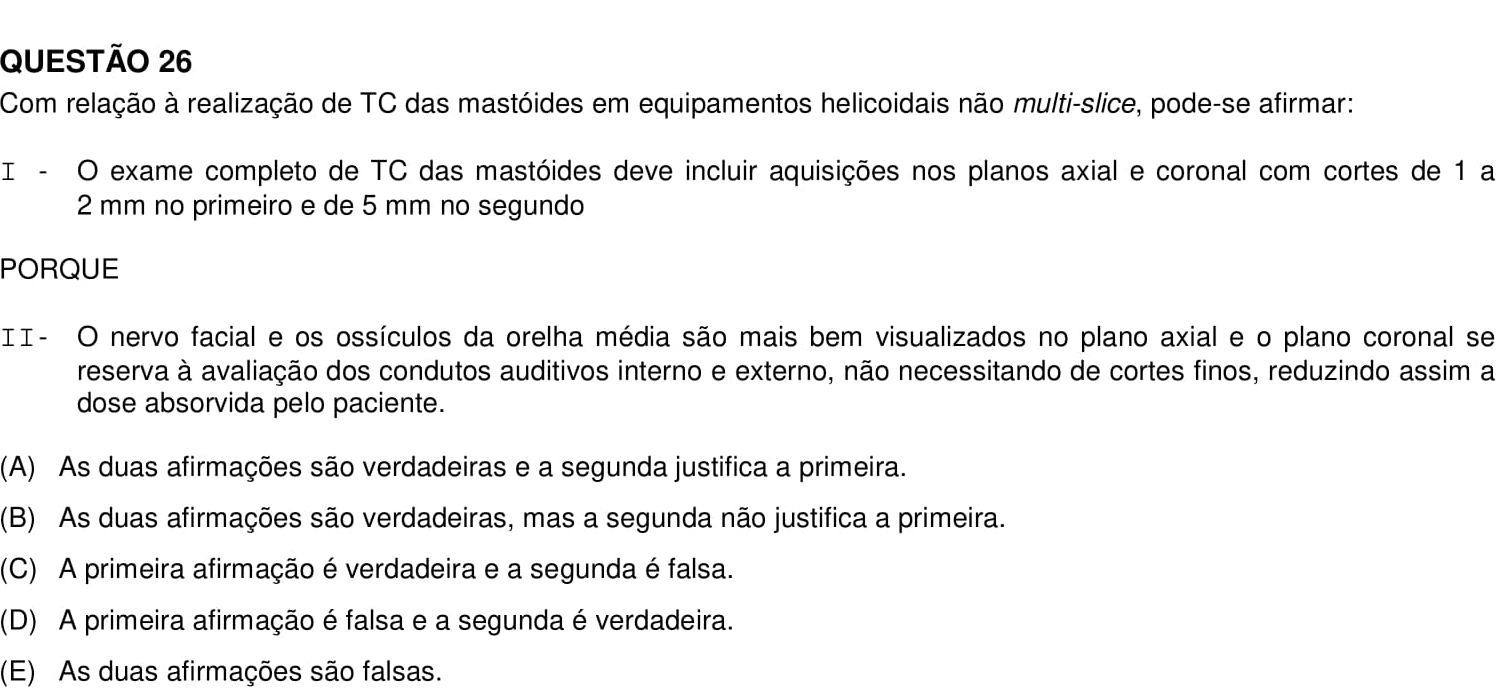 QUESTÃO 26
Com relação à realização de TC das mastóides em equipamentos helicoidais não multi-slice, pode-se afirmar:
I - O exame completo de TC das mastóides deve incluir aquisições nos planos axial e coronal com cortes de 1 a
2 mm no primeiro e de 5 mm no segundo
PORQUE
II- O nervo facial e os ossículos da orelha média são mais bem visualizados no plano axial e o plano coronal se
reserva à avaliação dos condutos auditivos interno e externo, não necessitando de cortes finos, reduzindo assim a
dose absorvida pelo paciente.
(A) As duas afirmações são verdadeiras e a segunda justifica a primeira.
(B) As duas afirmações são verdadeiras, mas a segunda não justifica a primeira.
(C) A primeira afirmação é verdadeira e a segunda é falsa.
(D) A primeira afirmação é falsa e a segunda é verdadeira.
(E) As duas afirmações são falsas.